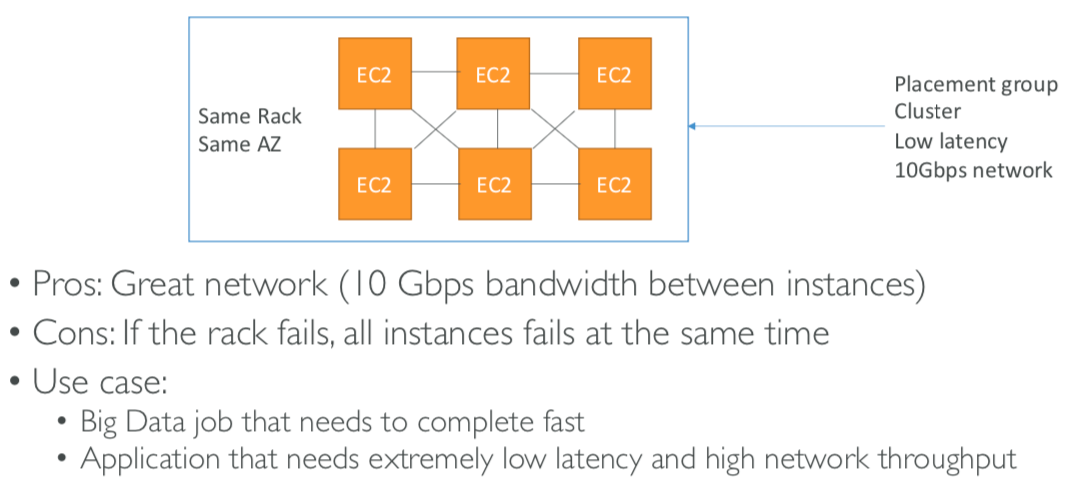 EC2 EC2 EC2
Same Rack
Same AZ
EC2 EC2 EC2
Placement group
Cluster
Low latency
10Gbps network
• Pros: Great network (10 Gbps bandwidth between instances)
• Cons: If the rack fails, all instances fails at the same time
• Use case:
• Big Data job that needs to complete fast
• Application that needs extremely low latency and high network throughput